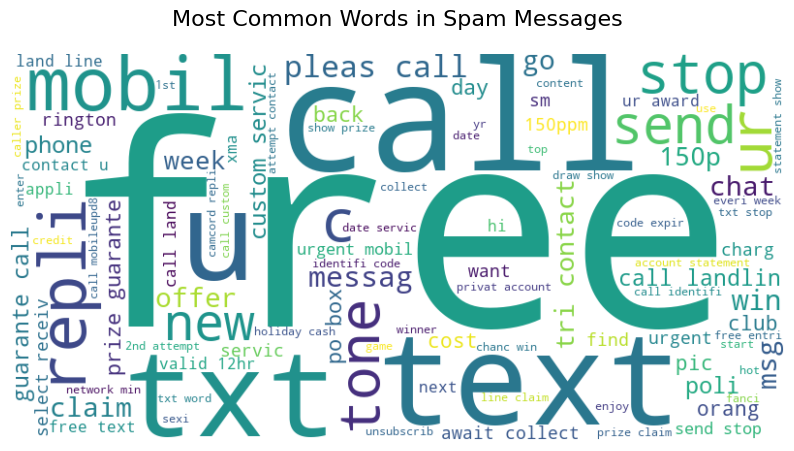 Most Common Words in Spam Messages
land line
mobil
1st
attempt contact
pleas call
call
go
content
stop
statement show
caller prize
rington
phone
contact u
enter
appli
free
week
xma
custom servic
back
show prize
day
sm
yr
date
150ppm
top
ur award
send
use
ur
150p
chat
everi week
txt stop
collect
draw show
hi
code expir
guarante call
repli
credit
call mobileupd8
prize guarante
call land
u
camcord repli
call custom
c
date servic
urgent mobil
identifi code
messag
want
privat account
tri contact
charg
account statement
call landlin
call identifi
offer
new
holiday cash
po box
tone
winner
game
cost
chanc win
find
urgent
win
club
free entri
start
select receiv
network min
2nd attempt
valid 12hr
servic
txt
txt word
sexi
claim
free text
next
text
line claim
enjoy
unsubscrib
await collect
prize claim
pic
poli
hot
fanci
msg
orang
send stop